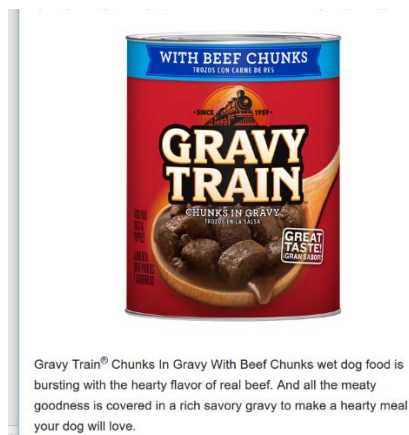 WITH BEEF CHUNKS
TROZOS CON CARNE DE RES
SINCE 1959
GRAVY
TRAIN
CHUNKS IN GRAVY
TROZOS EN LA SALSA
GREAT
TASTE!
¡GRAN SABOR!
Gravy Train® Chunks In Gravy With Beef Chunks wet dog food is
bursting with the hearty flavor of real beef. And all the meaty
goodness is covered in a rich savory gravy to make a hearty meal
your dog will love.